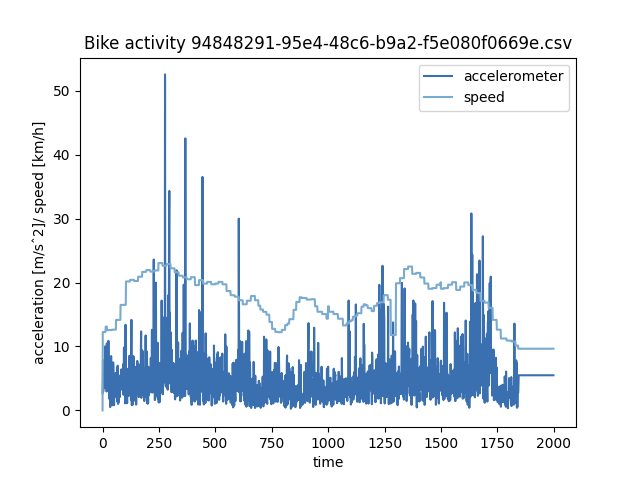 Bike activity 94848291-95e4-48c6-b9a2-f5e080f0669e.csv
accelerometer
speed
acceleration [m/s^2]/ speed [km/h]
50
40
30
20
10
0
0 250 500 750 1000 1250 1500 1750 2000
time